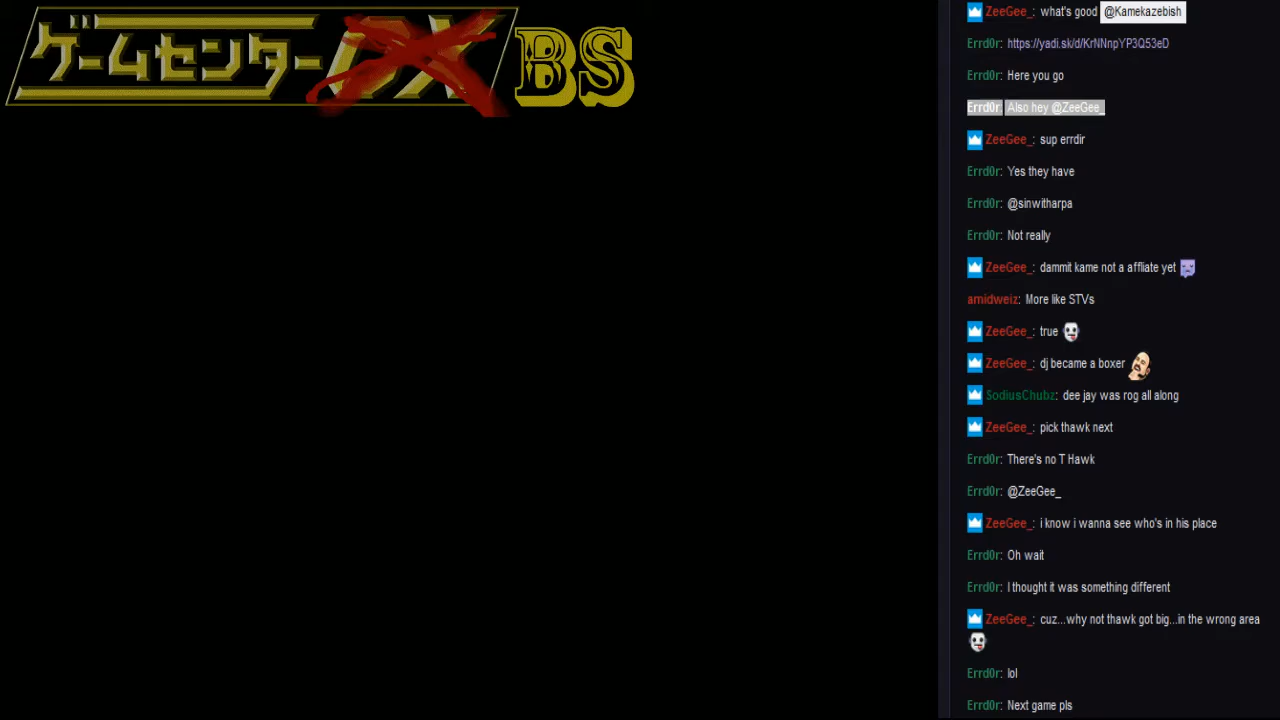 ゲームセンターDX BS
ZeeGee_: what's good @Kamekazebish
Errd0r: https://yadi.sk/d/KrNNnpYP3Q53eD
Errd0r: Here you go
Errd0r: Also hey @ZeeGee_
ZeeGee_: sup errdir
Errd0r: Yes they have
Errd0r: @sinwitharpa
Errd0r: Not really
ZeeGee_: dammit kame not a affliate yet
amidweiz: More like STVs
ZeeGee_: true
ZeeGee_: dj became a boxer
SodiusChubz: dee jay was rog all along
ZeeGee_: pick thawk next
Errd0r: There's no T Hawk
Errd0r: @ZeeGee_
ZeeGee_: i know i wanna see who's in his place
Errd0r: Oh wait
Errd0r: I thought it was something different
ZeeGee_: cuz...why not thawk got big...in the wrong area
Errd0r: lol
Errd0r: Next game pls